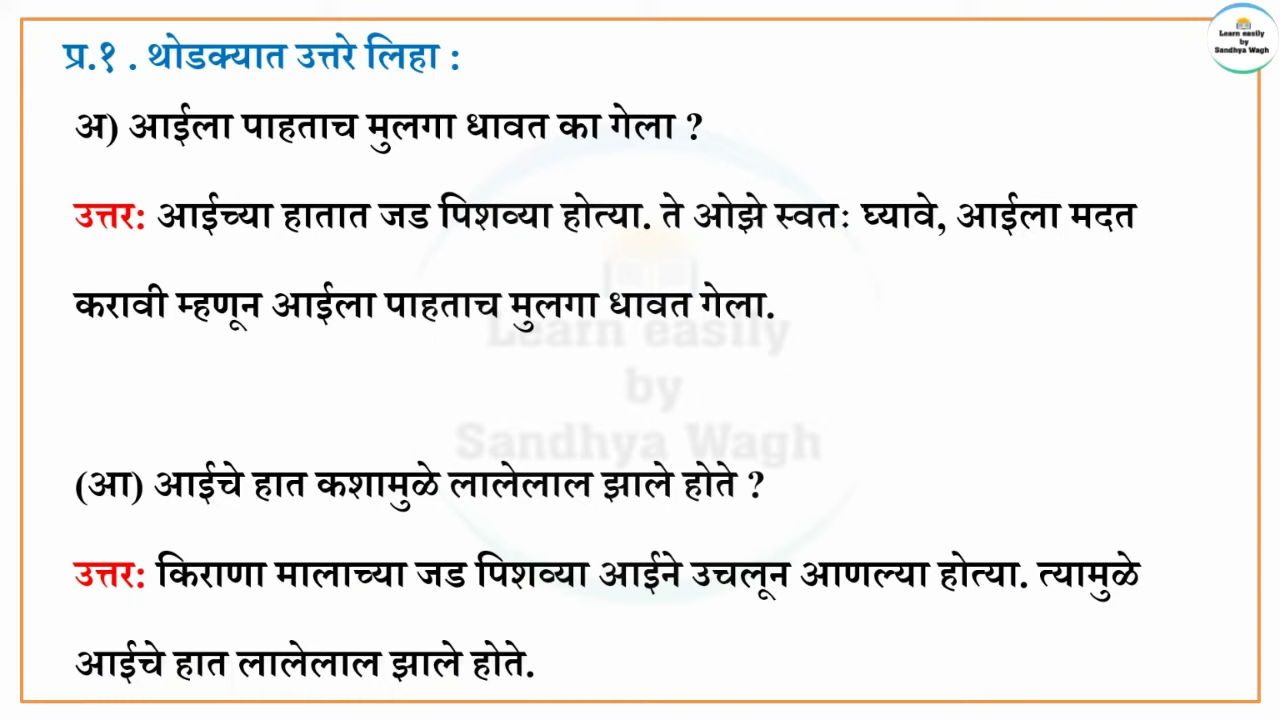 Learn easily
by
Sandhya Wagh
प्र.१ . थोडक्यात उत्तरे लिहा :
अ) आईला पाहताच मुलगा धावत का गेला ?
उत्तर: आईच्या हातात जड पिशव्या होत्या. ते ओझे स्वतः घ्यावे, आईला मदत
करावी म्हणून आईला पाहताच मुलगा धावत गेला.
Learn easily
by
Sandhya Wagh
(आ) आईचे हात कशामुळे लालेलाल झाले होते ?
उत्तर: किराणा मालाच्या जड पिशव्या आईने उचलून आणल्या होत्या. त्यामुळे
आईचे हात लालेलाल झाले होते.